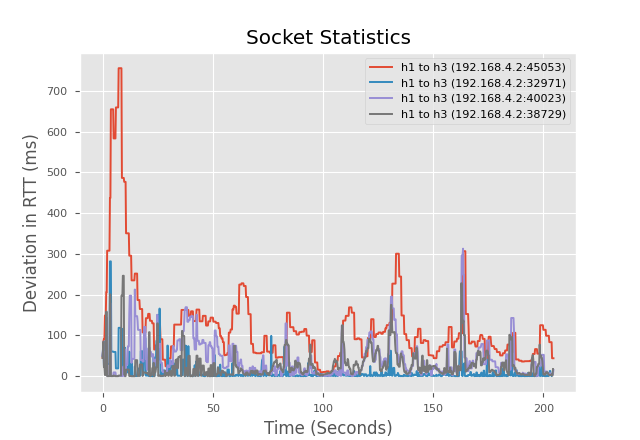 Socket Statistics
h1 to h3 (192.168.4.2:45053)
h1 to h3 (192.168.4.2:32971)
h1 to h3 (192.168.4.2:40023)
h1 to h3 (192.168.4.2:38729)
Deviation in RTT (ms)
700
600
500
400
300
200
100
0
0 50 100 150 200
Time (Seconds)